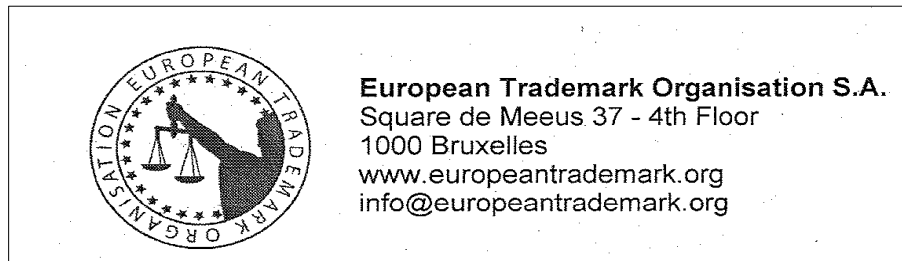 EUROPEAN TRADEMARK ORGANISATION
European Trademark Organisation S.A.
Square de Meeus 37 - 4th Floor
1000 Bruxelles
www.europeantrademark.org
info@europeantrademark.org